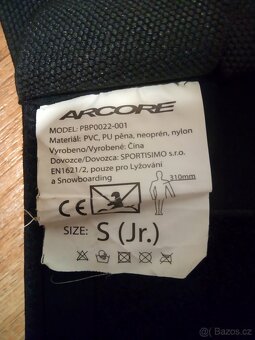 ARCORE
MODEL: PBP0022-001
Materiál: PVC, PU pěna, neoprén, nylon
Vyrobeno/Vyrobené: Čína
Dovozce/Dovozca: SPORTISIMO s.r.o.
EN1621/2, pouze pro Lyžování
a Snowboarding
310mm
CE
SIZE: S (Jr.)
bazos.cz